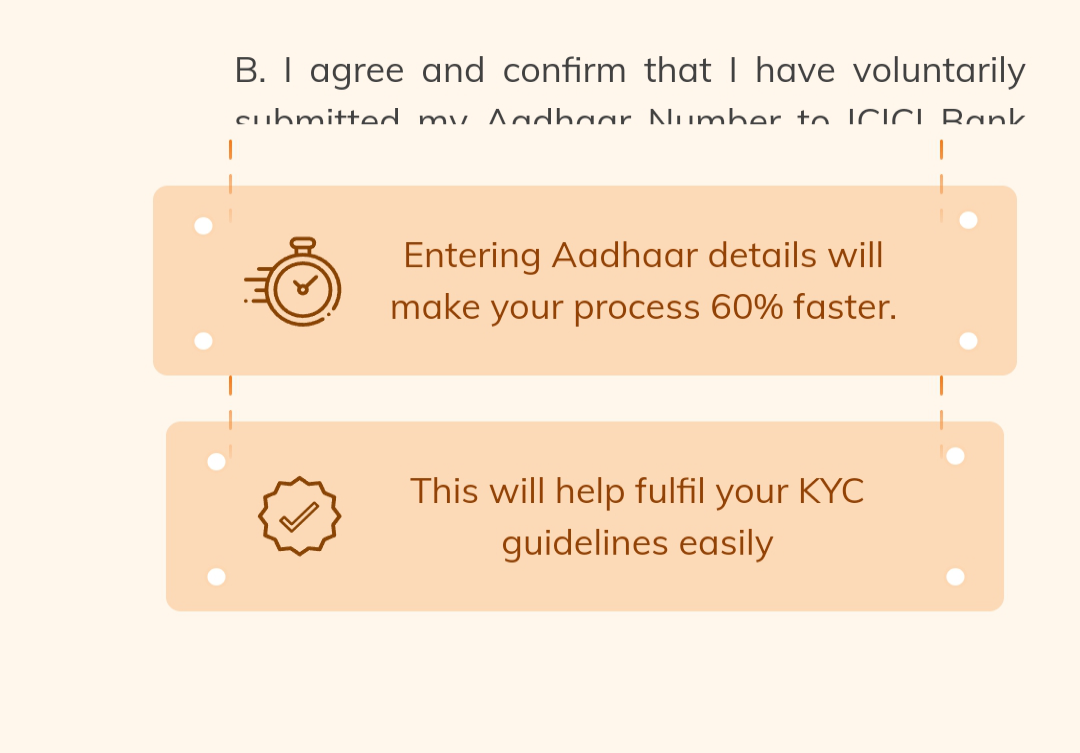 B. I agree and confirm that I have voluntarily
submitted my Aadhaar Number to ICICI Bank
Entering Aadhaar details will
make your process 60% faster.
This will help fulfil your KYC
guidelines easily